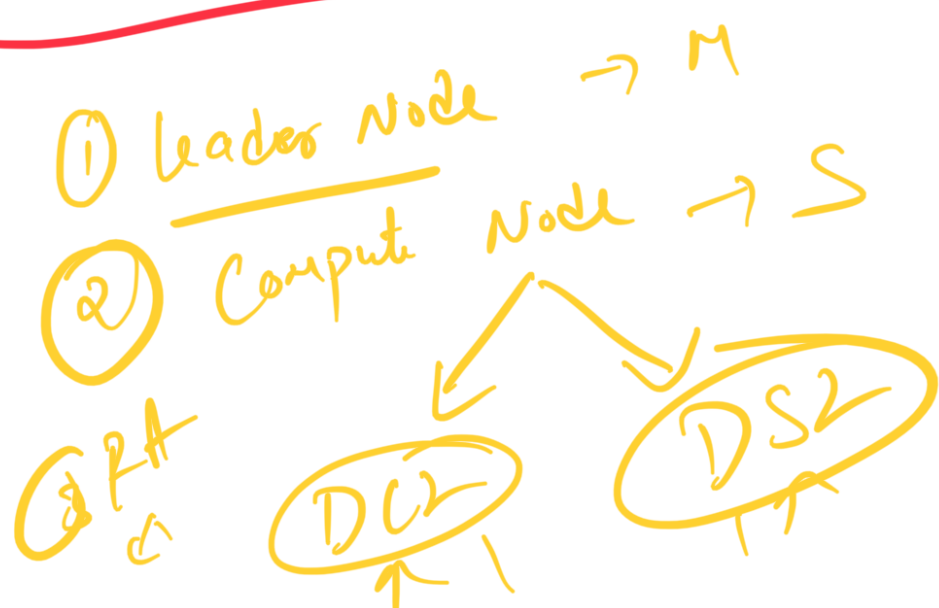 ① Leader Node → M
② Compute Node → S
③ RA
DC2 DS2